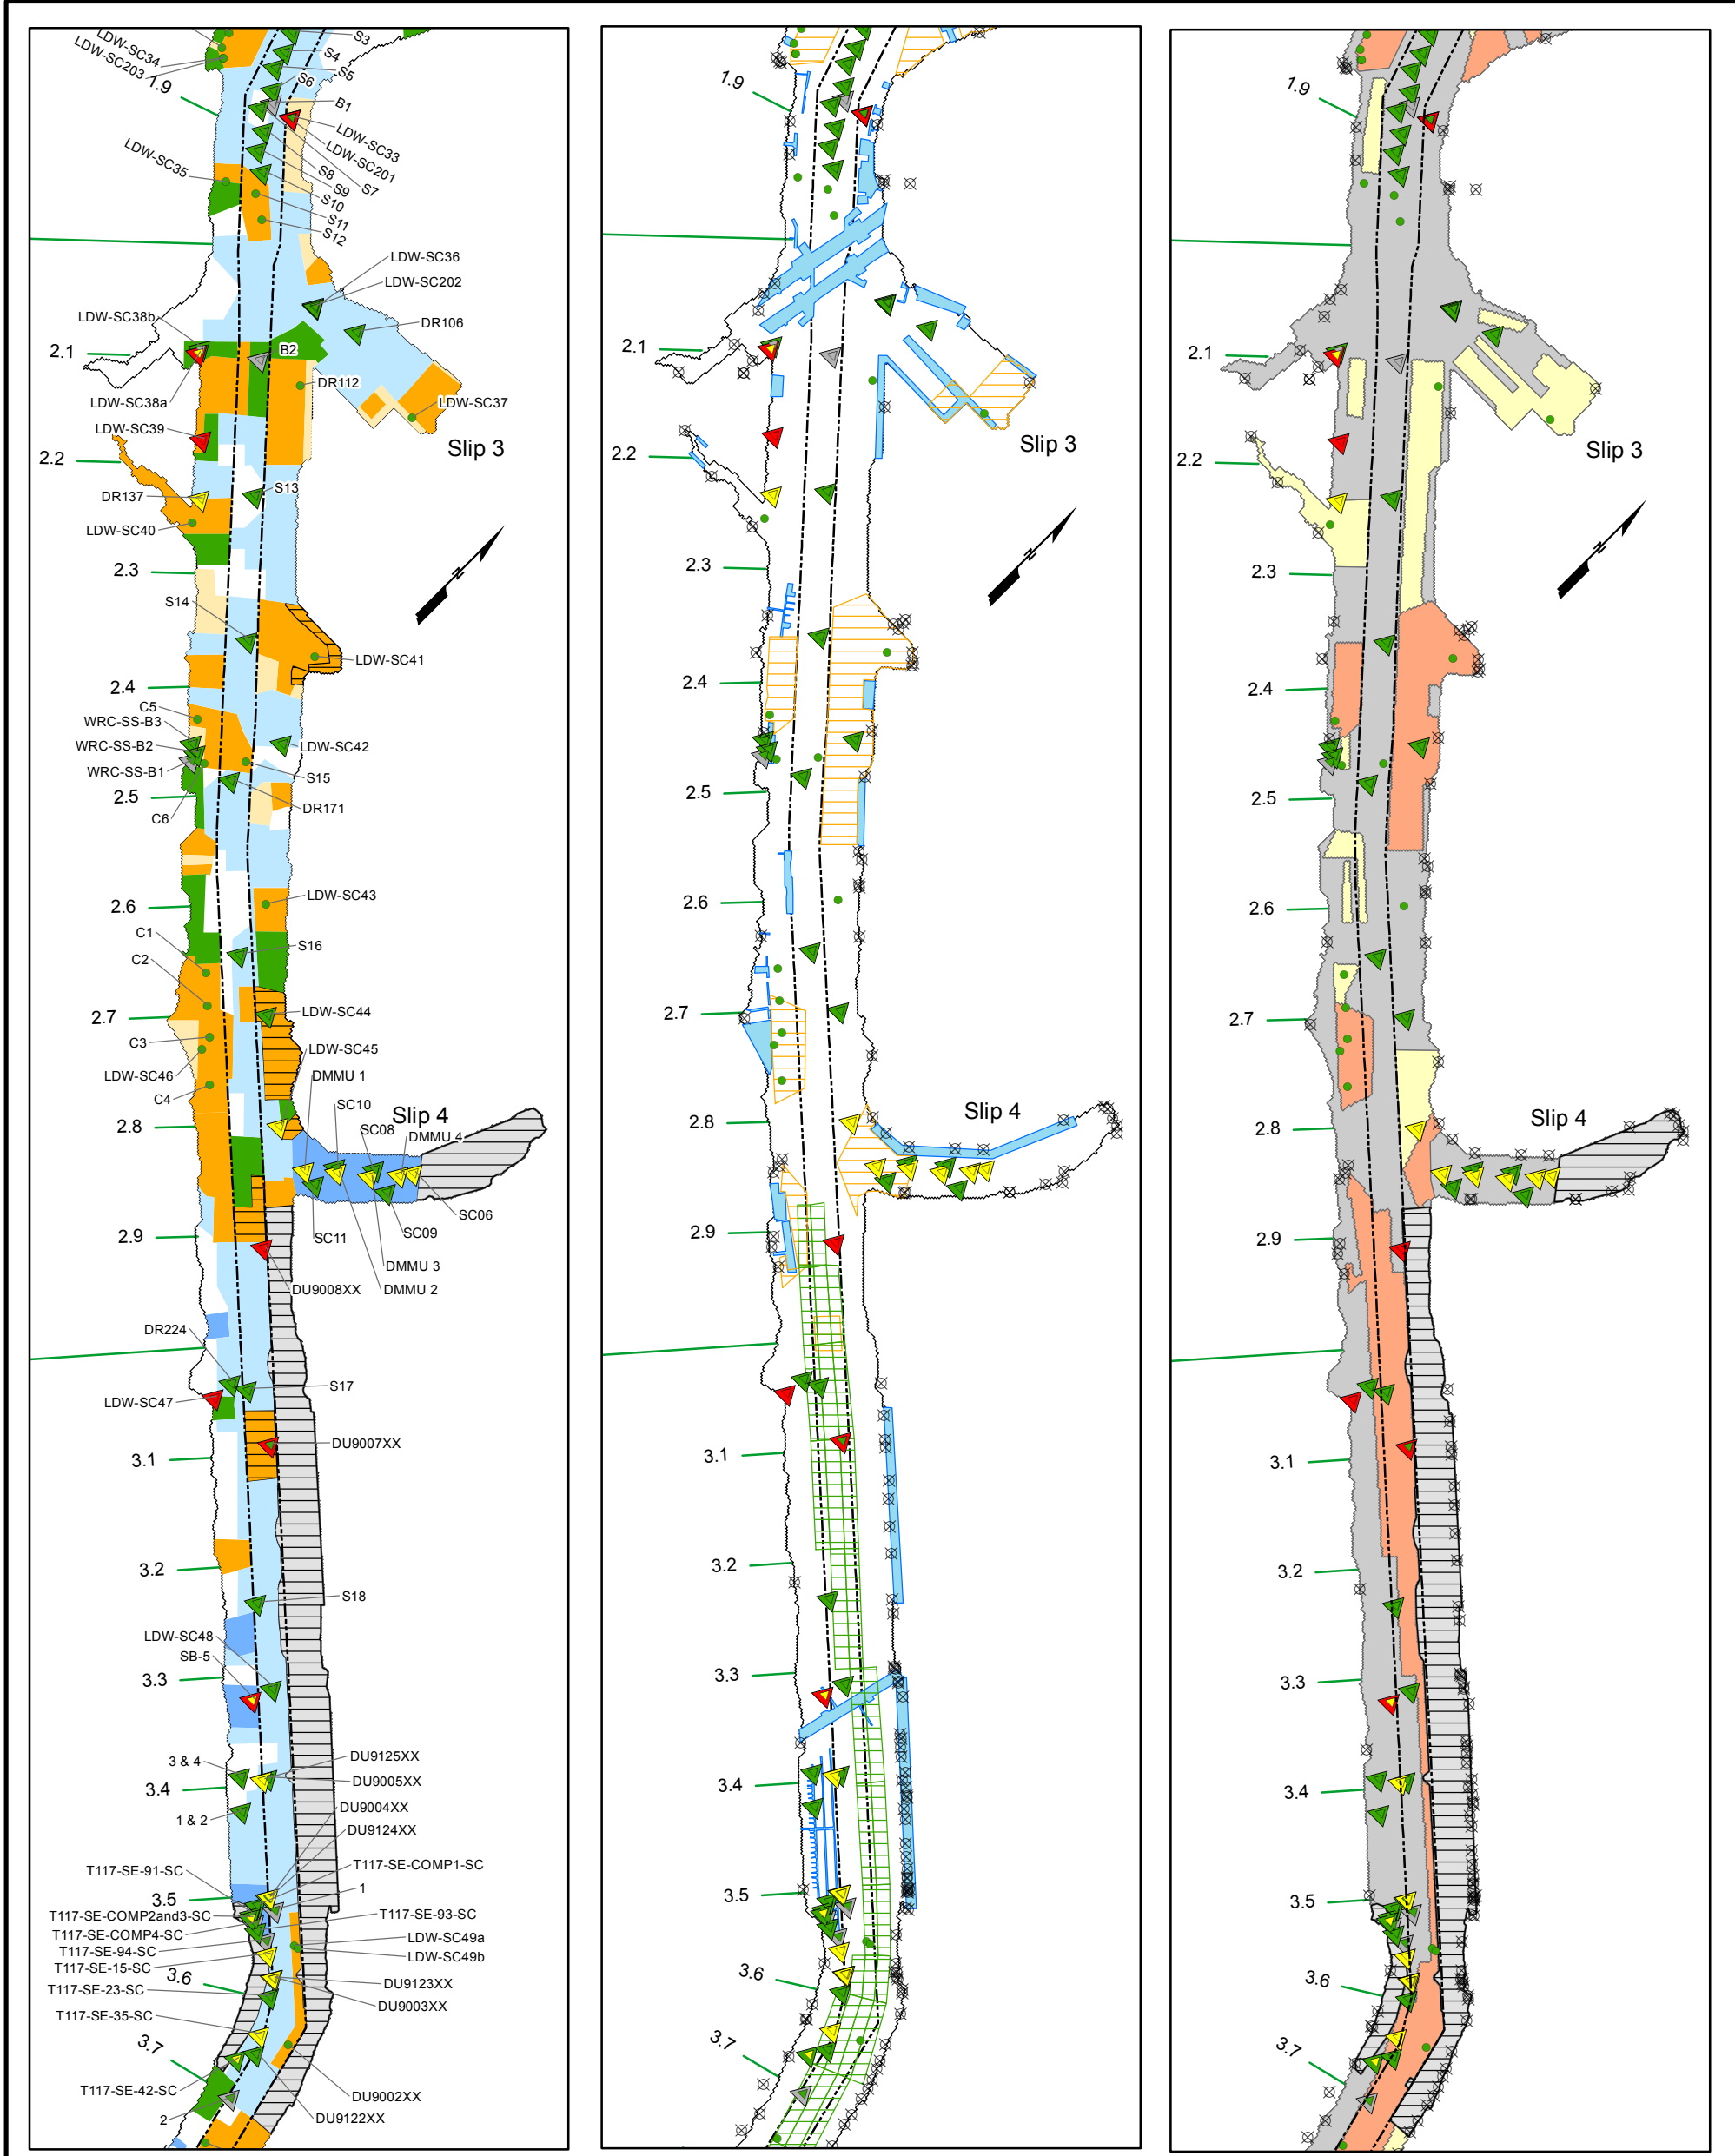 LDW-SC34
LDW-SC203
1.9
S3
S4
S5
S6
B1
LDW-SC33
LDW-SC201
S7
S8
S9
S10
S11
S12
LDW-SC35
LDW-SC36
LDW-SC202
DR106
LDW-SC38b
2.1
B2
DR112
LDW-SC38a
LDW-SC37
LDW-SC39
Slip 3
2.2
DR137
S13
LDW-SC40
2.3
N
S14
LDW-SC41
2.4
C5
WRC-SS-B3
WRC-SS-B2
LDW-SC42
WRC-SS-B1
S15
2.5
DR171
C6
LDW-SC43
2.6
C1
S16
C2
2.7
LDW-SC44
C3
LDW-SC45
LDW-SC46
DMMU 1
C4
SC10
Slip 4
2.8
SC08
DMMU 4
SC06
SC09
SC11
2.9
DMMU 3
DU9008XX
DMMU 2
DR224
S17
LDW-SC47
DU9007XX
3.1
3.2
S18
LDW-SC48
SB-5
3.3
DU9125XX
3 & 4
DU9005XX
3.4
DU9004XX
1 & 2
DU9124XX
T117-SE-COMP1-SC
T117-SE-91-SC
1
3.5
T117-SE-93-SC
T117-SE-COMP2and3-SC
T117-SE-COMP4-SC
LDW-SC49a
T117-SE-94-SC
LDW-SC49b
T117-SE-15-SC
3.6
DU9123XX
T117-SE-23-SC
DU9003XX
T117-SE-35-SC
3.7
T117-SE-42-SC
DU9002XX
2
DU9122XX
1.9
2.1
Slip 3
2.2
2.3
N
2.4
2.5
2.6
2.7
Slip 4
2.8
2.9
3.1
3.2
3.3
3.4
3.5
3.6
3.7
1.9
2.1
Slip 3
2.2
2.3
N
2.4
2.5
2.6
2.7
Slip 4
2.8
2.9
3.1
3.2
3.3
3.4
3.5
3.6
3.7